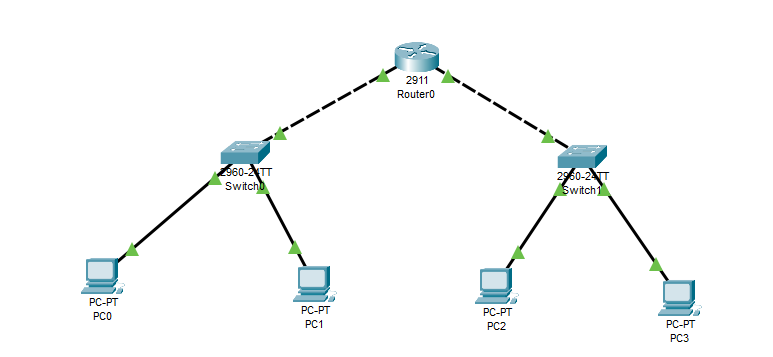 2911
Router0
2960-24TT
Switch0
2960-24TT
Switch1
PC-PT
PC0
PC-PT
PC1
PC-PT
PC2
PC-PT
PC3